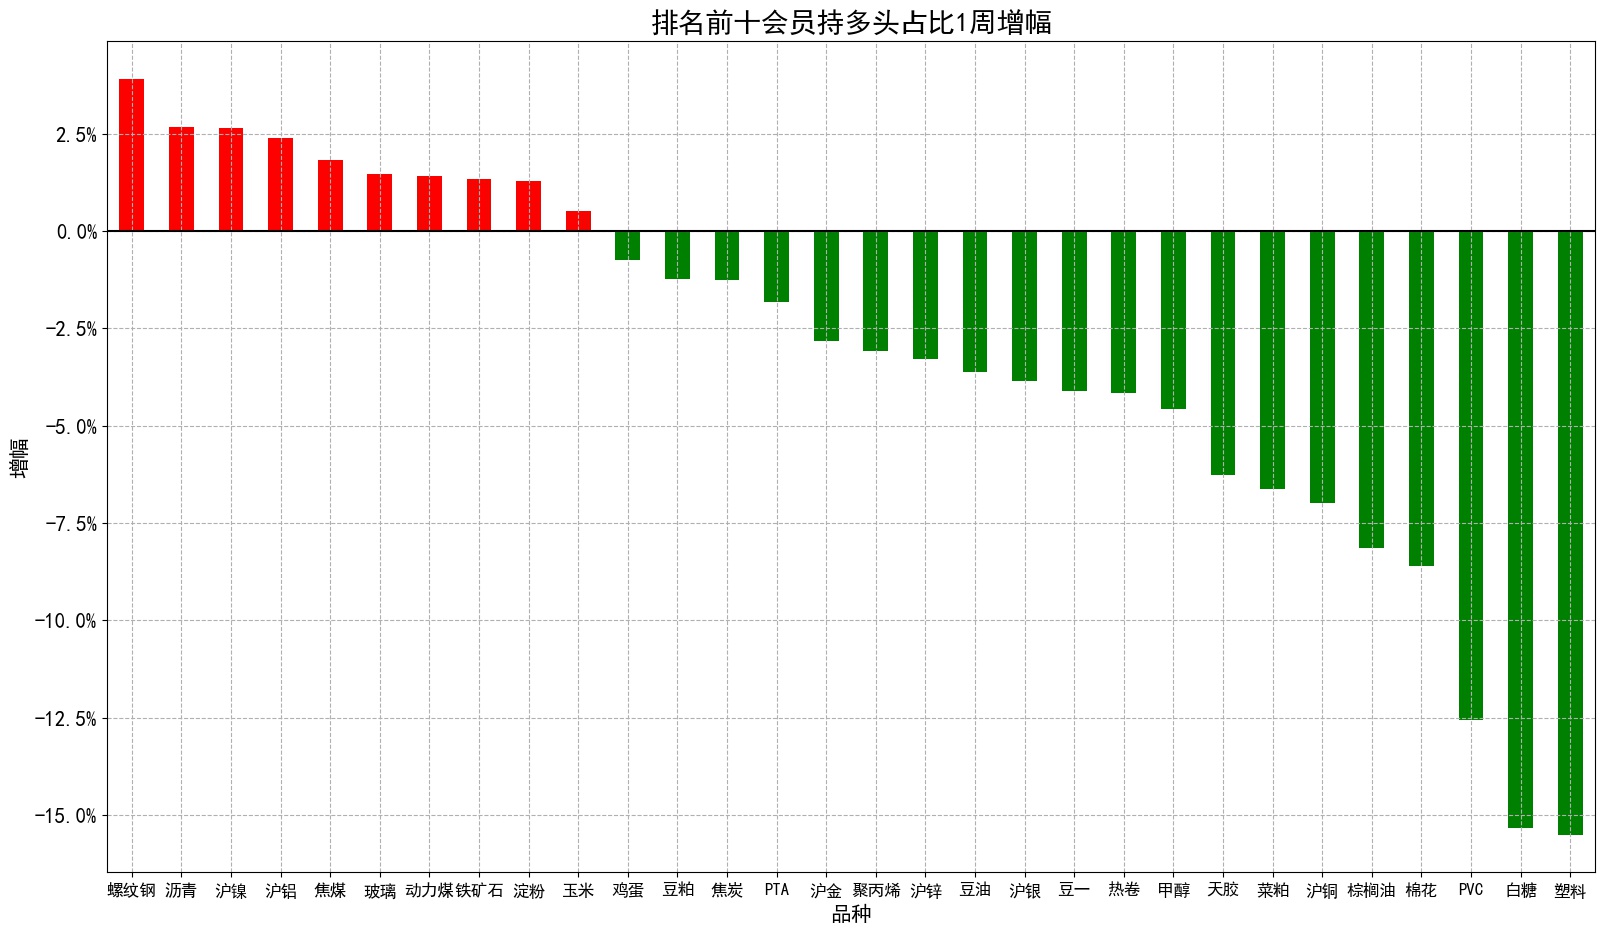 排名前十会员持多头占比1周增幅
2.5%
0.0%
−2.5%
−5.0%
−7.5%
−10.0%
−12.5%
−15.0%
增幅
螺纹钢 沥青 沪镍 沪铝 焦煤 玻璃 动力煤 铁矿石 淀粉 玉米 鸡蛋 豆粕 焦炭 PTA 沪金 聚丙烯 沪锌 豆油 沪银 豆一 热卷 甲醇 天胶 菜粕 沪铜 棕榈油 棉花 PVC 白糖 塑料
品种